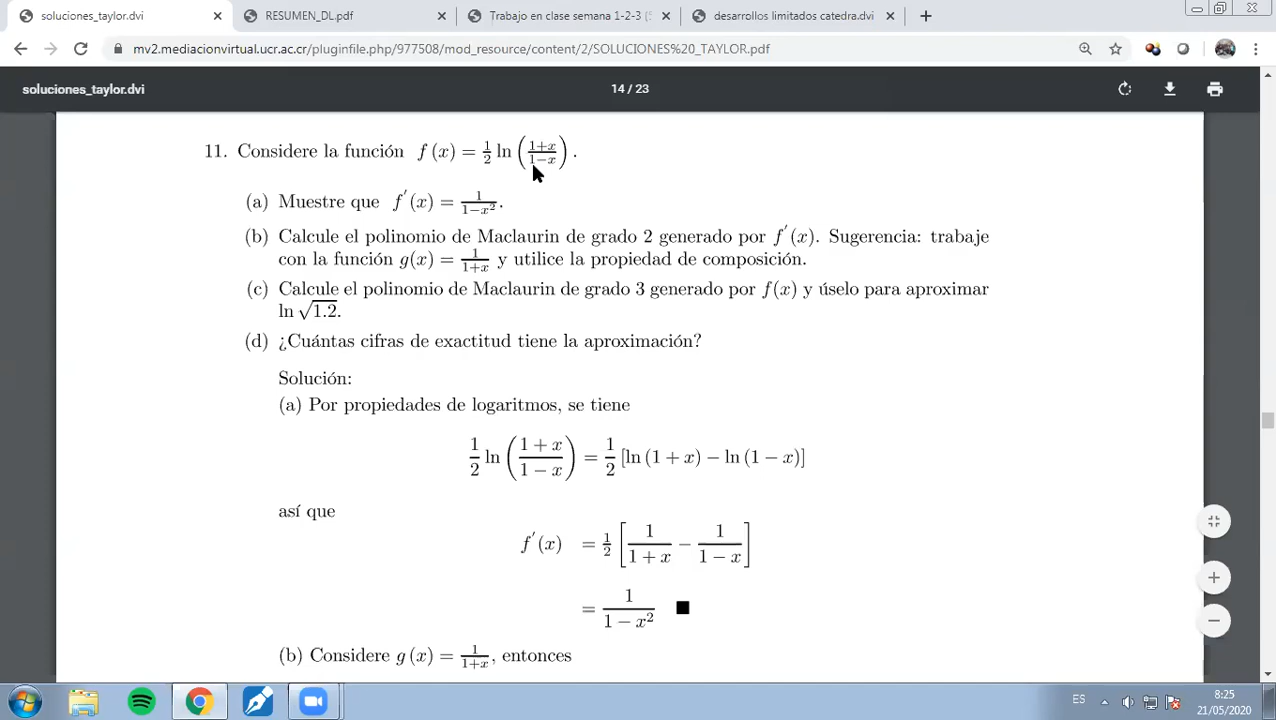 soluciones_taylor.dvi
RESUMEN_DL.pdf
Trabajo en clase semana 1-2-3 (S
desarrollos limitados catedra.dvi
mv2.mediacionvirtual.ucr.ac.cr/pluginfile.php/977508/mod_resource/content/2/SOLUCIONES%20_TAYLOR.pdf
soluciones_taylor.dvi 14 / 23
11. Considere la función f (x) = 1/2 ln (1+x/1−x) .
(a) Muestre que f′(x) = 1/1−x².
(b) Calcule el polinomio de Maclaurin de grado 2 generado por f′(x). Sugerencia: trabaje
con la función g(x) = 1/1+x y utilice la propiedad de composición.
(c) Calcule el polinomio de Maclaurin de grado 3 generado por f(x) y úselo para aproximar
ln √1.2.
(d) ¿Cuántas cifras de exactitud tiene la aproximación?
Solución:
(a) Por propiedades de logaritmos, se tiene
1/2 ln (1 + x/1 − x) = 1/2 [ln (1 + x) − ln (1 − x)]
así que
f′(x) = 1/2 [1/1 + x − 1/1 − x]
= 1/1 − x² ■
(b) Considere g (x) = 1/1+x, entonces
ES 8:25
21/05/2020